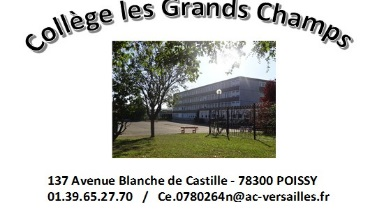 Collège les Grands Champs
137 Avenue Blanche de Castille - 78300 POISSY
01.39.65.27.70 / Ce.0780264n@ac-versailles.fr